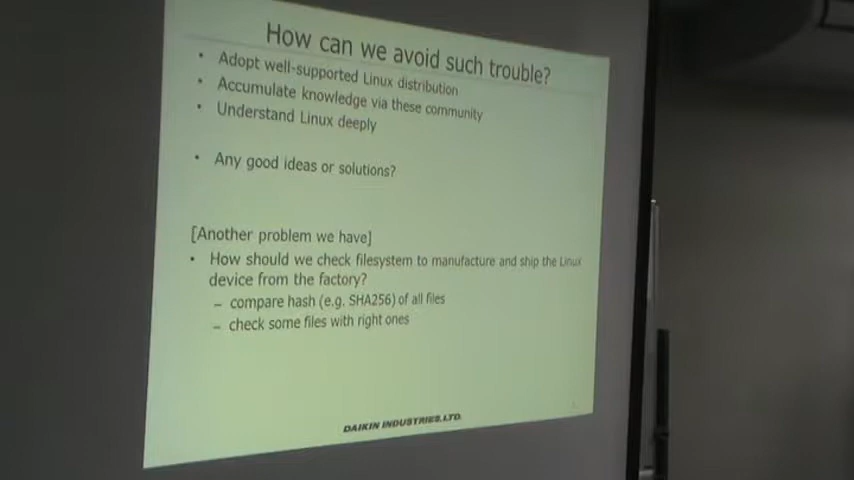 How can we avoid such trouble?
• Adopt well-supported Linux distribution
• Accumulate knowledge via these community
• Understand Linux deeply
• Any good ideas or solutions?
[Another problem we have]
• How should we check filesystem to manufacture and ship the Linux
device from the factory?
– compare hash (e.g. SHA256) of all files
– check some files with right ones
DAIKIN INDUSTRIES,LTD.